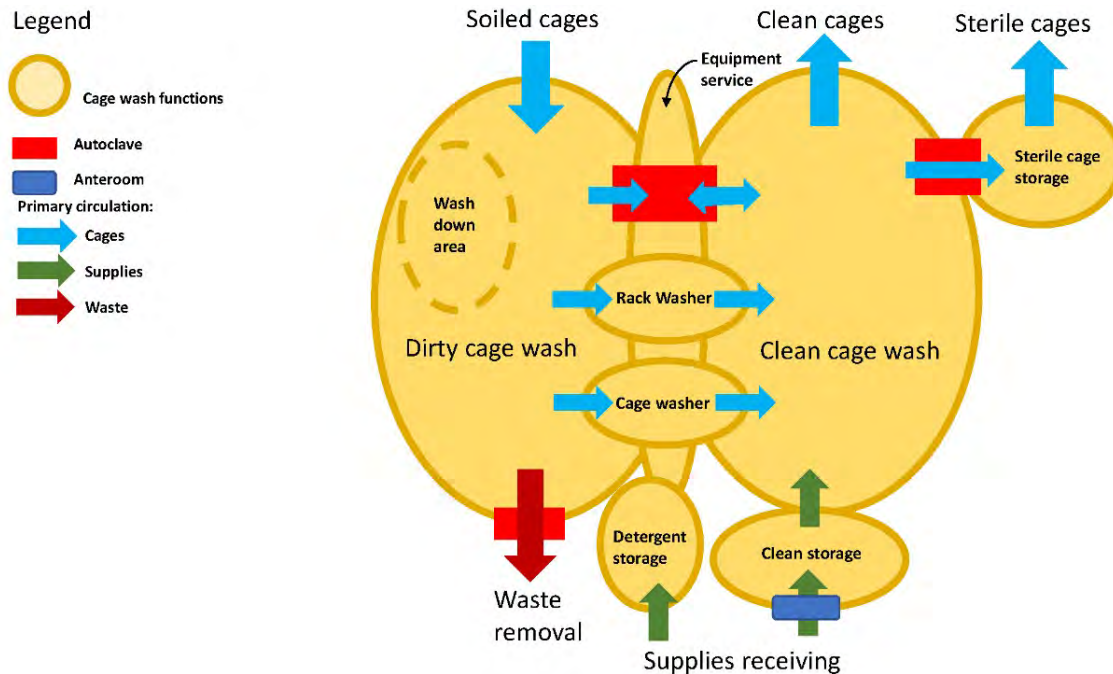 Legend
Cage wash functions
Autoclave
Anteroom
Primary circulation:
Cages
Supplies
Waste
Soiled cages
Clean cages
Sterile cages
Equipment
service
Sterile cage
storage
Wash
down
area
Rack Washer
Dirty cage wash
Clean cage wash
Cage washer
Detergent
storage
Clean storage
Waste
removal
Supplies receiving